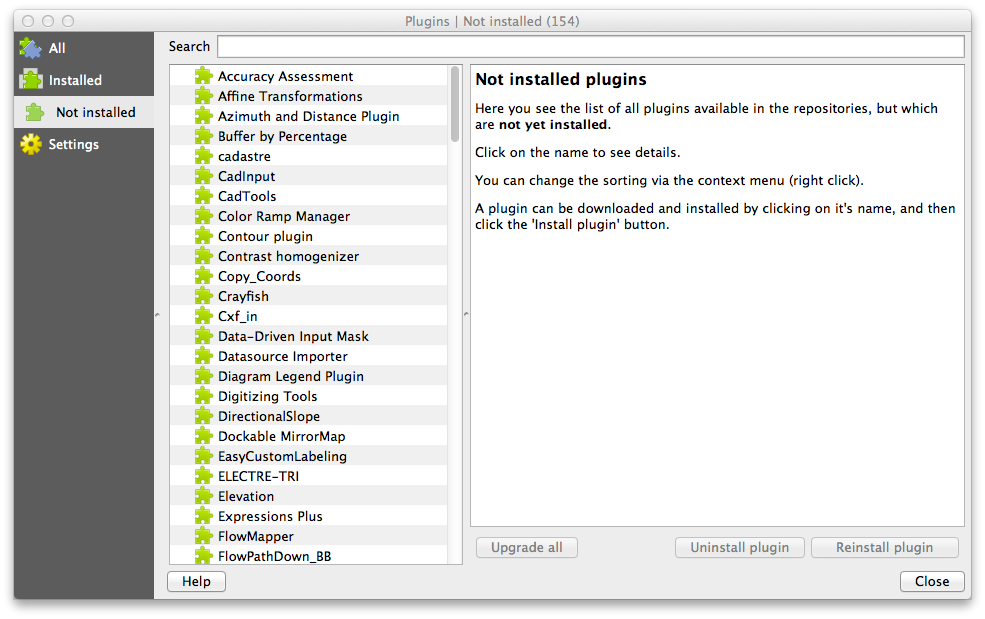 Plugins | Not installed (154)
All
Installed
Not installed
Settings
Search
Accuracy Assessment
Affine Transformations
Azimuth and Distance Plugin
Buffer by Percentage
cadastre
CadInput
CadTools
Color Ramp Manager
Contour plugin
Contrast homogenizer
Copy_Coords
Crayfish
Cxf_in
Data-Driven Input Mask
Datasource Importer
Diagram Legend Plugin
Digitizing Tools
DirectionalSlope
Dockable MirrorMap
EasyCustomLabeling
ELECTRE-TRI
Elevation
Expressions Plus
FlowMapper
FlowPathDown_BB
Not installed plugins
Here you see the list of all plugins available in the repositories, but which
are not yet installed.
Click on the name to see details.
You can change the sorting via the context menu (right click).
A plugin can be downloaded and installed by clicking on it's name, and then
click the 'Install plugin' button.
Upgrade all
Uninstall plugin
Reinstall plugin
Help
Close